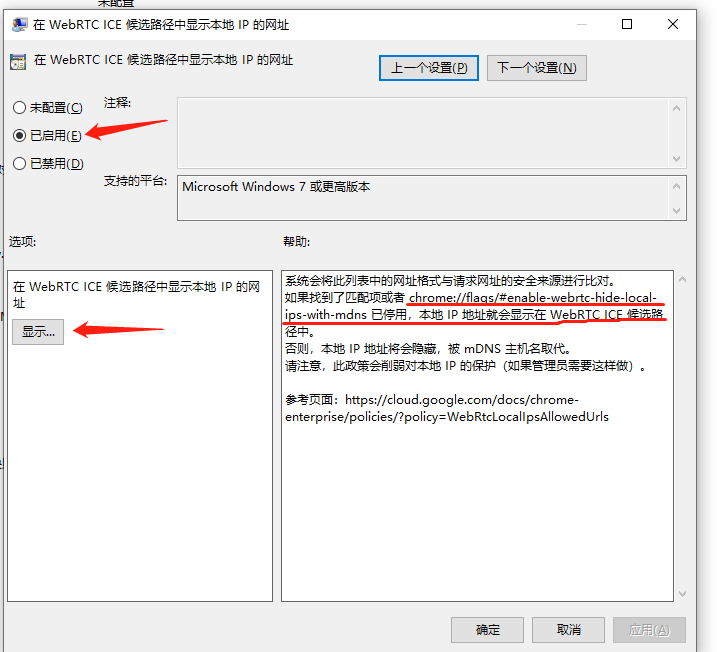 未配置
在 WebRTC ICE 候选路径中显示本地 IP 的网址
在 WebRTC ICE 候选路径中显示本地 IP 的网址
上一个设置(P)
下一个设置(N)
未配置(C)
注释:
已启用(E)
已禁用(D)
支持的平台:
Microsoft Windows 7 或更高版本
选项:
帮助:
在 WebRTC ICE 候选路径中显示本地 IP 的网
址
显示...
系统会将此列表中的网址格式与请求网址的安全来源进行比对。
如果找到了匹配项或者 chrome://flags/#enable-webrtc-hide-local-
ips-with-mdns 已停用，本地 IP 地址就会显示在 WebRTC ICE 候选路
径中。
否则，本地 IP 地址将会隐藏，被 mDNS 主机名取代。
请注意，此政策会削弱对本地 IP 的保护（如果管理员需要这样做）。
参考页面：https://cloud.google.com/docs/chrome-
enterprise/policies/?policy=WebRtcLocalIpsAllowedUrls
确定
取消
应用(A)